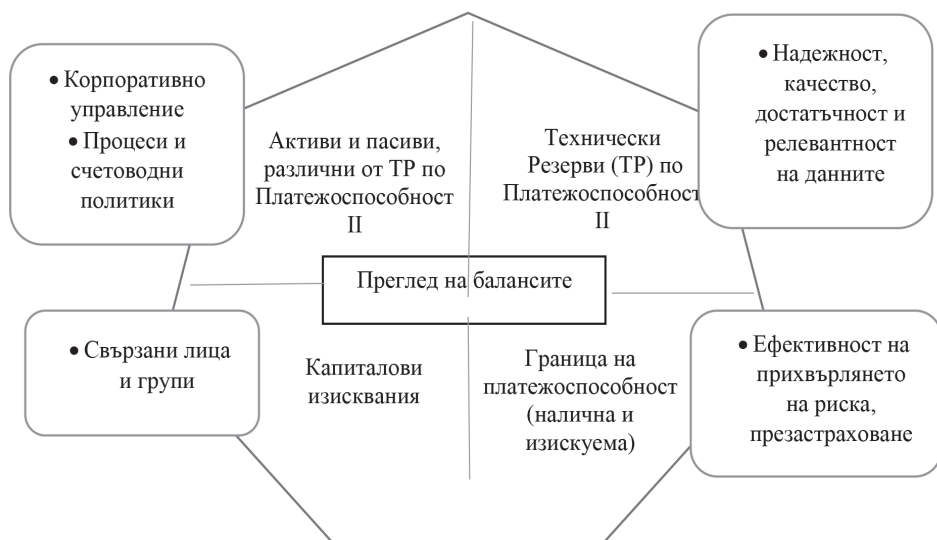 • Корпоративно
управление
• Процеси и
счетоводни
политики
Активи и пасиви,
различни от ТР по
Платежоспособност
II
Технически
Резерви (ТР) по
Платежоспособност
II
• Надежност,
качество,
достатъчност и
релевантност
на данните
Преглед на балансите
• Свързани лица
и групи
Капиталови
изисквания
Граница на
платежоспособност
(налична и
изискуема)
• Ефективност на
прихвърлянето
на риска,
презастраховане